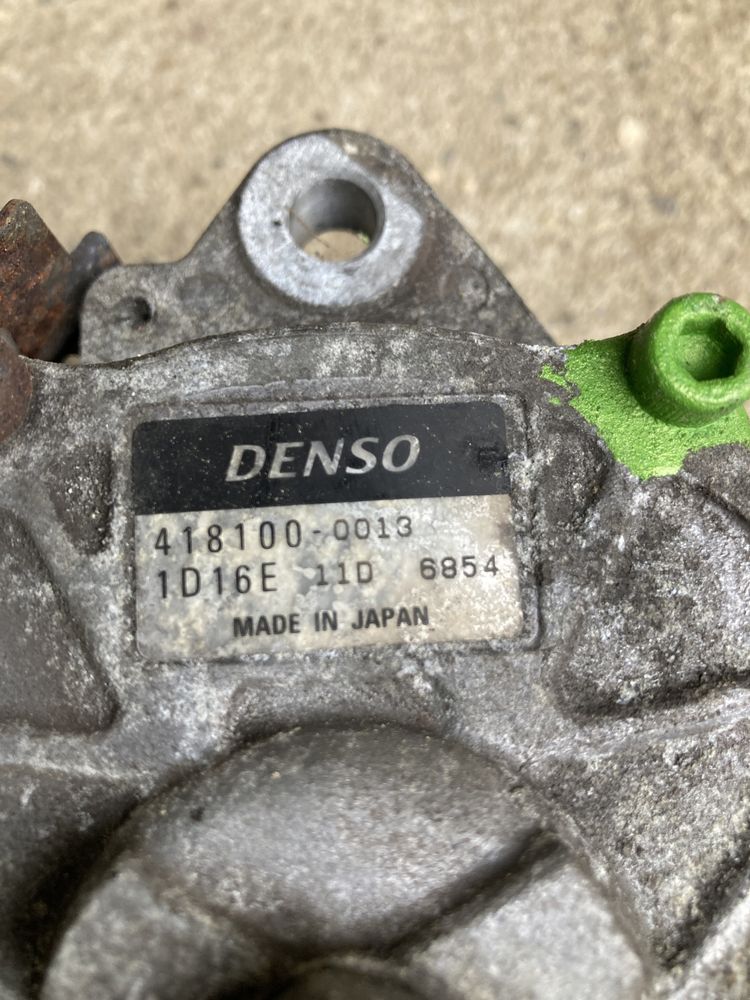 DENSO
418100-0013
1D16E 11D 6854
MADE IN JAPAN